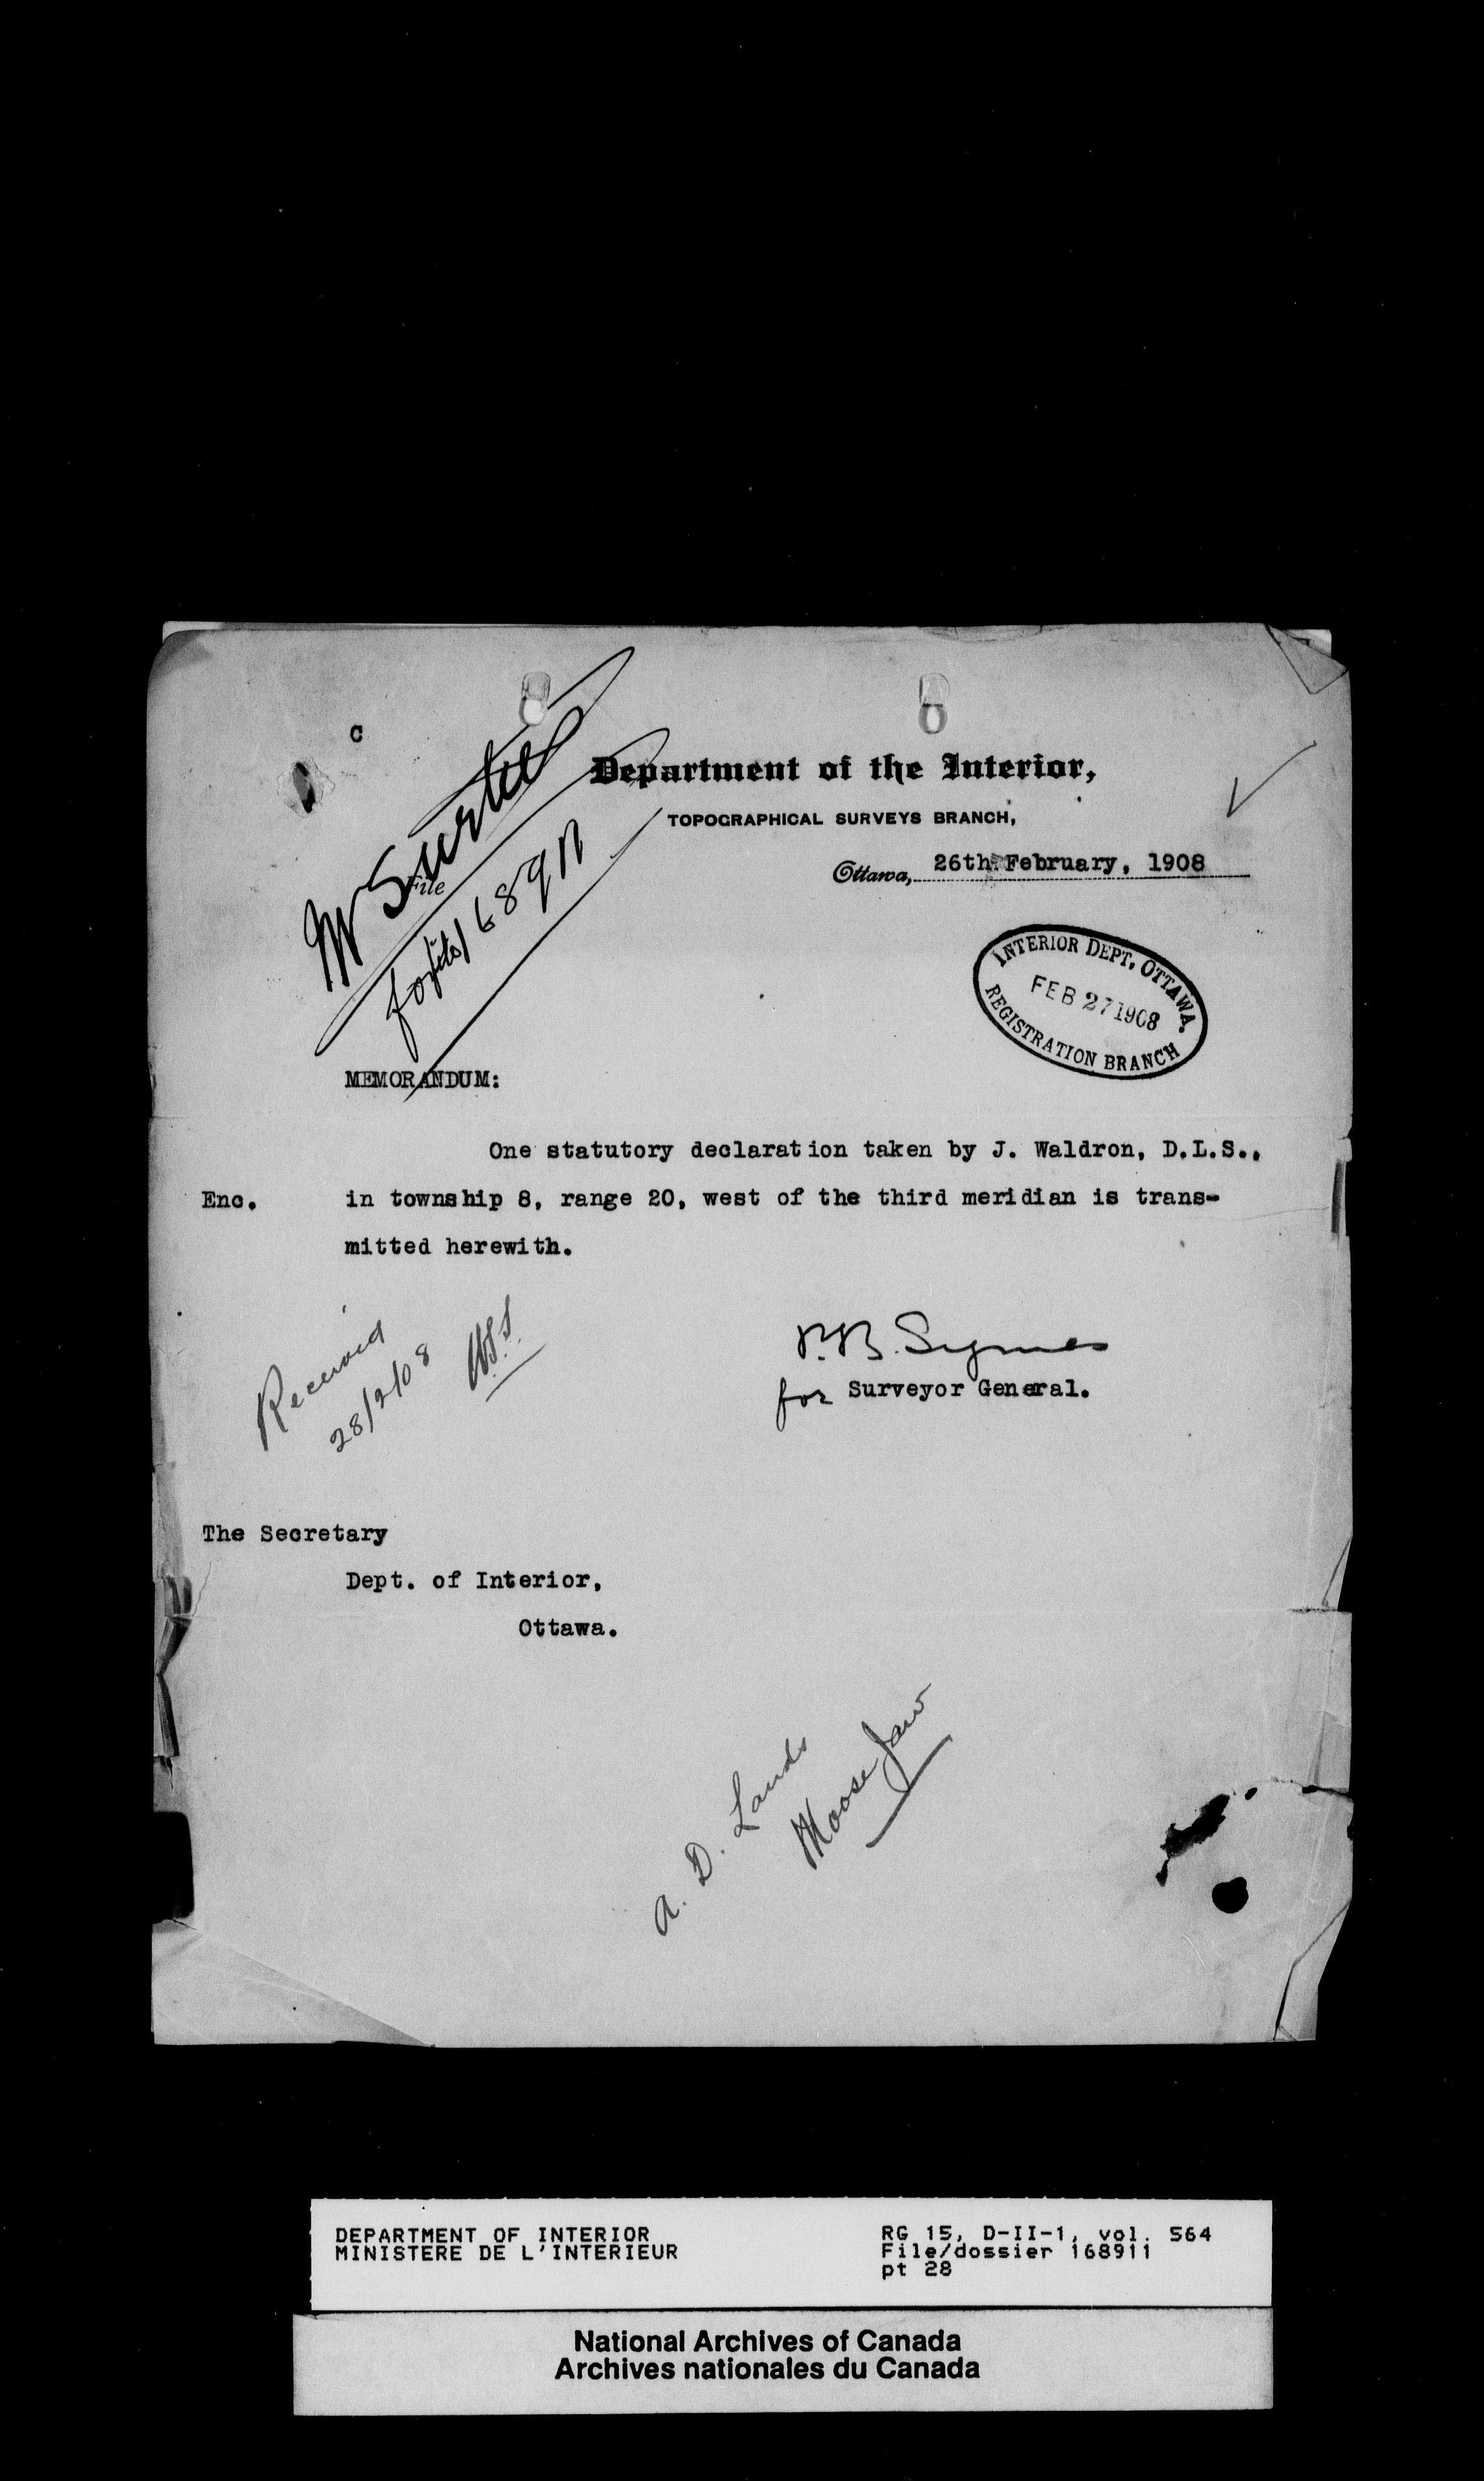 C
Department of the Interior,
TOPOGRAPHICAL SURVEYS BRANCH,
Ottawa, 26th February, 1908
File
for file 168911
INTERIOR DEPT, OTTAWA.
FEB 27 1908
REGISTRATION BRANCH
MEMORANDUM:
One statutory declaration taken by J. Waldron, D.L.S.,
Enc. in township 8, range 20, west of the third meridian is trans-
mitted herewith.
Received
28/2/08
P.B. Symes
for Surveyor General.
The Secretary
Dept. of Interior,
Ottawa.
A. D. Lands
Moose Jaw
DEPARTMENT OF INTERIOR
MINISTERE DE L'INTERIEUR
RG 15, D-II-1, vol. 564
File/dossier 168911
pt 28
National Archives of Canada
Archives nationales du Canada